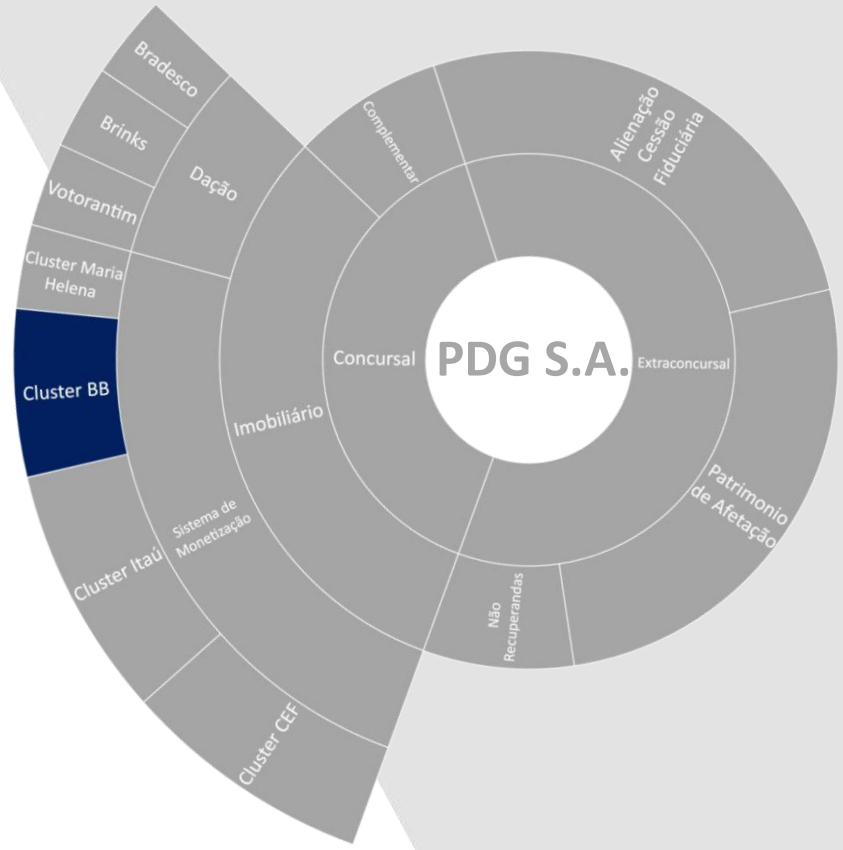 Bradesco
Brinks
Votorantim
Cluster Maria
Helena
Cluster BB
Cluster Itaú
Cluster CEF
Dação
Sistema de
Monetização
Complementar
Imobiliário
Concursal
PDG S.A.
Extraconcursal
Alienação
Cessão
Fiduciária
Patrimonio
de Afetação
Não
Recuperandas